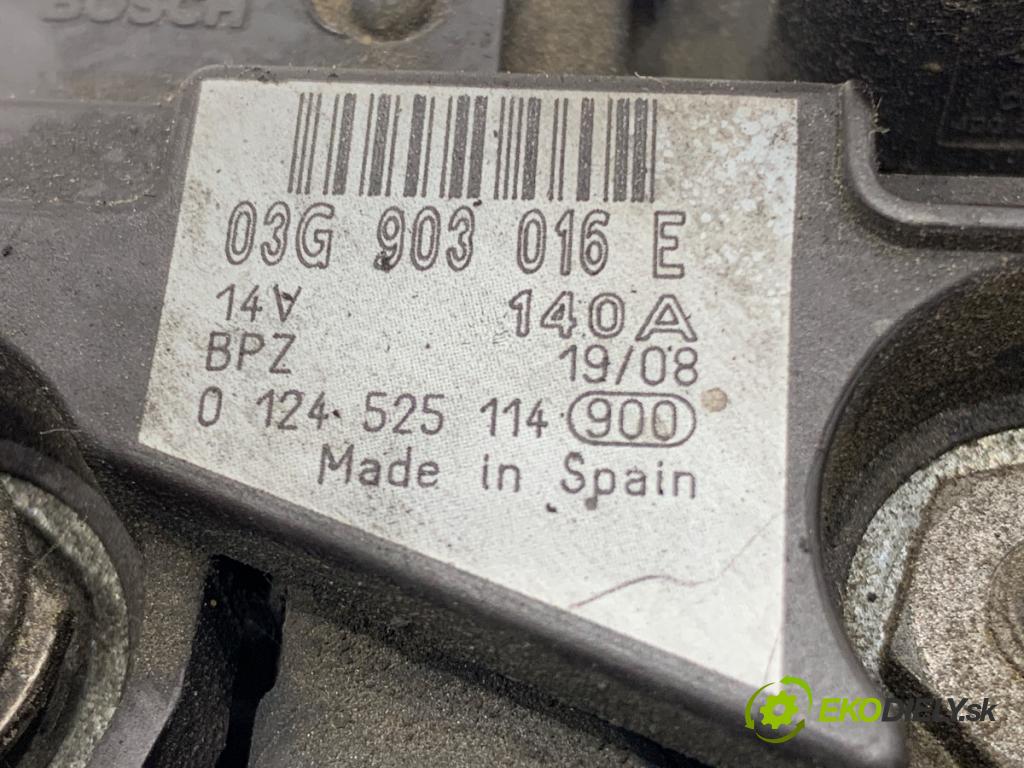 BOSCH
03G 903 016 E
14V 140A
BPZ 19/08
0 124 525 114 900
Made in Spain
EKODIELY.sk